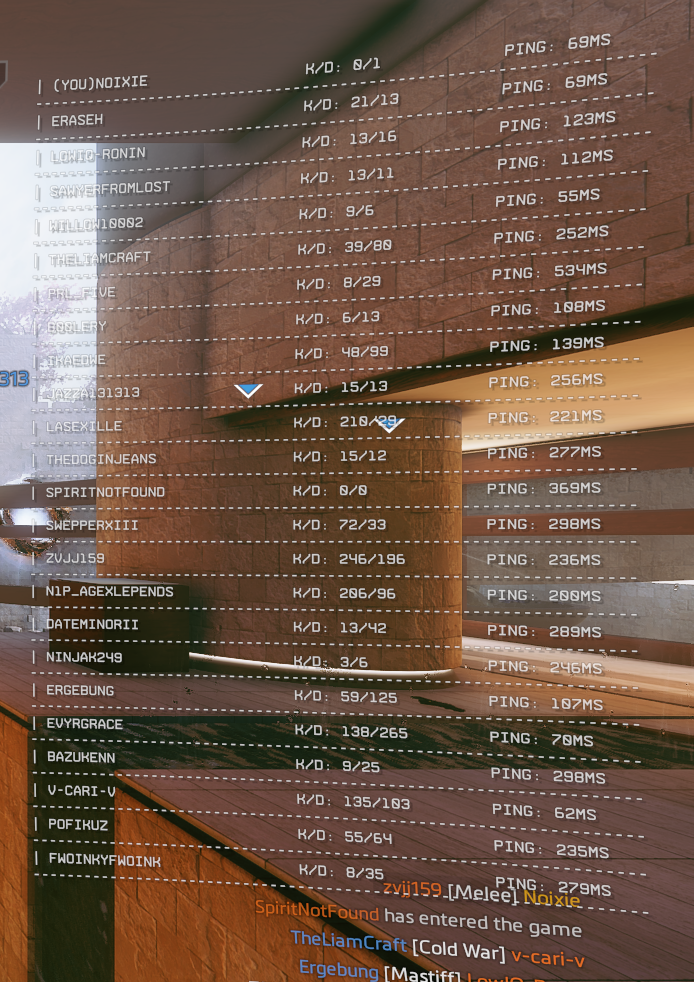 | (YOU)NOIXIE K/D: 0/1 PING: 69MS
| ERASEH K/D: 21/13 PING: 69MS
| LOWIQ-RONIN K/D: 13/16 PING: 123MS
| SAWYERFROMLOST K/D: 13/11 PING: 112MS
| WILLOW10002 K/D: 9/6 PING: 55MS
| THELIAMCRAFT K/D: 39/80 PING: 252MS
| PRL_FIVE K/D: 8/29 PING: 534MS
| K/D: 6/13 PING: 108MS
| K/D: 48/99 PING: 139MS
313
| JAZZA131313 K/D: 15/13 PING: 256MS
| LASEXILLE K/D: 210/29 PING: 221MS
| THEDOGINJEANS K/D: 15/12 PING: 277MS
| SPIRITNOTFOUND K/D: 0/0 PING: 369MS
| SWEPPERXIII K/D: 72/33 PING: 298MS
| ZVJJ159 K/D: 246/196 PING: 236MS
| N1P_AGEXLEPENDS K/D: 206/96 PING: 200MS
| DATEMINORII K/D: 13/42 PING: 289MS
| NINJAK249 K/D: 3/6 PING: 246MS
| ERGEBUNG K/D: 59/125 PING: 107MS
| EVYRGRACE K/D: 138/265 PING: 70MS
| BAZUKENN K/D: 9/25 PING: 298MS
| V-CARI-V K/D: 135/103 PING: 62MS
| POFIKUZ K/D: 55/64 PING: 235MS
| FWOINKYFWOINK K/D: 8/35 PING: 279MS
zvjj159 [Melee] Noixie
SpiritNotFound has entered the game
TheLiamCraft [Cold War] v-cari-v
Ergebung [Mastiff]